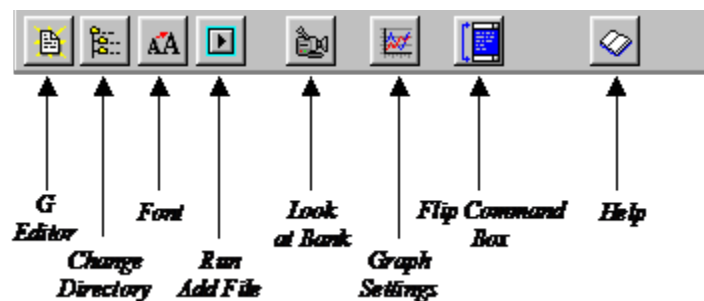 G
Editor
Change
Directory
Font
Run
Add File
Look
at Bank
Graph
Settings
Flip Command
Box
Help